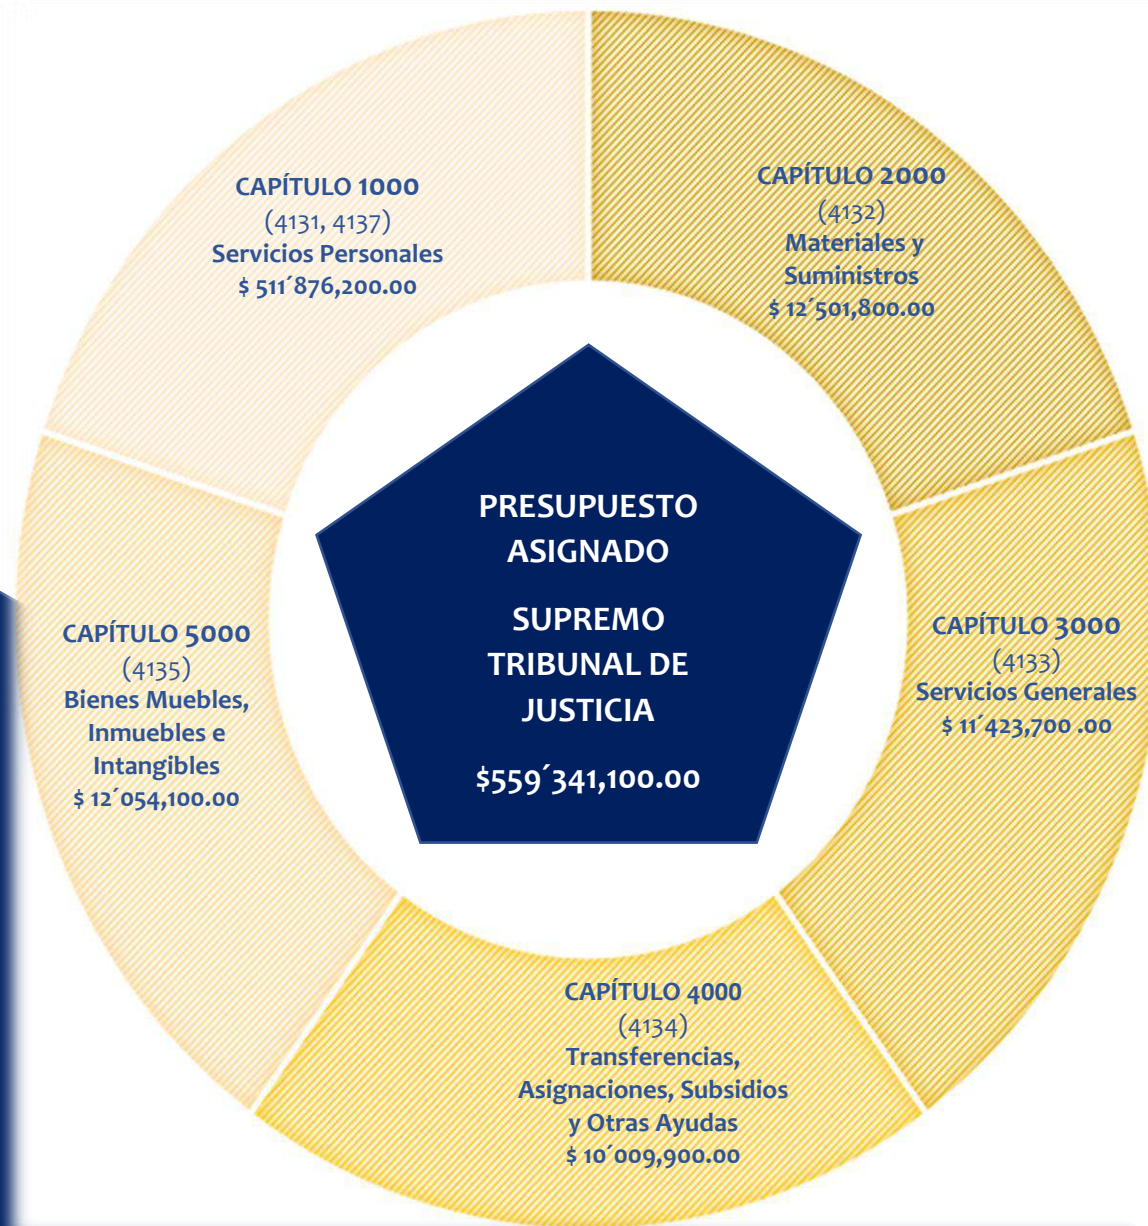 CAPÍTULO 1000
(4131, 4137)
Servicios Personales
$ 511´876,200.00
CAPÍTULO 2000
(4132)
Materiales y
Suministros
$ 12´501,800.00
PRESUPUESTO
ASIGNADO
SUPREMO
TRIBUNAL DE
JUSTICIA
$559´341,100.00
CAPÍTULO 5000
(4135)
Bienes Muebles,
Inmuebles e
Intangibles
$ 12´054,100.00
CAPÍTULO 3000
(4133)
Servicios Generales
$ 11´423,700 .00
CAPÍTULO 4000
(4134)
Transferencias,
Asignaciones, Subsidios
y Otras Ayudas
$ 10´009,900.00